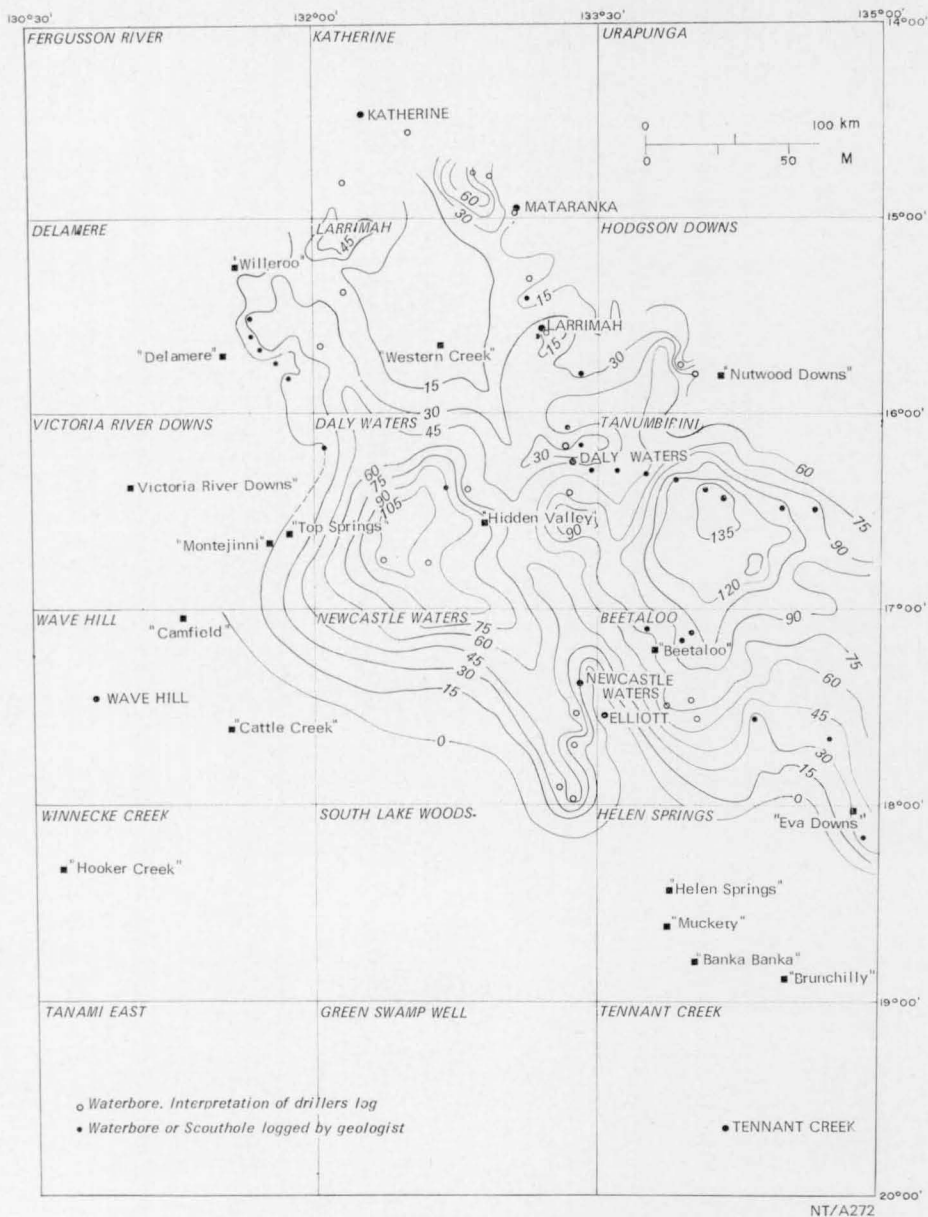 130°30' 132°00' 133°30' 135°00'
14°00'
FERGUSSON RIVER KATHERINE URAPUNGA
KATHERINE
0 100 km
0 50 M
60
30
MATARANKA
15°00'
DELAMERE LARRIMAH HODGSON DOWNS
45
"Willeroo"
15
LARRIMAH
15
30
"Delamere" "Western Creek"
"Nutwood Downs"
15
30
16°00'
VICTORIA RIVER DOWNS DALY WATERS TANUMBIRINI
45
30 DALY WATERS
60
60
75
75
90
105
"Victoria River Downs"
"Hidden Valley"
"Top Springs"
90
135
"Montejinni"
90
120
17°00'
WAVE HILL NEWCASTLE WATERS BEETALOO
75
90
"Camfield"
60
"Beetaloo"
75
45
NEWCASTLE
WATERS
60
30
WAVE HILL
15
ELLIOTT
45
"Cattle Creek"
0
30
15
0
18°00'
WINNECKE CREEK SOUTH LAKE WOODS HELEN SPRINGS
"Eva Downs"
"Hooker Creek"
"Helen Springs"
"Muckety"
"Banka Banka"
"Brunchilly"
19°00'
TANAMI EAST GREEN SWAMP WELL TENNANT CREEK
Waterbore. Interpretation of drillers log
Waterbore or Scouthole logged by geologist
TENNANT CREEK
20°00'
NT/A272